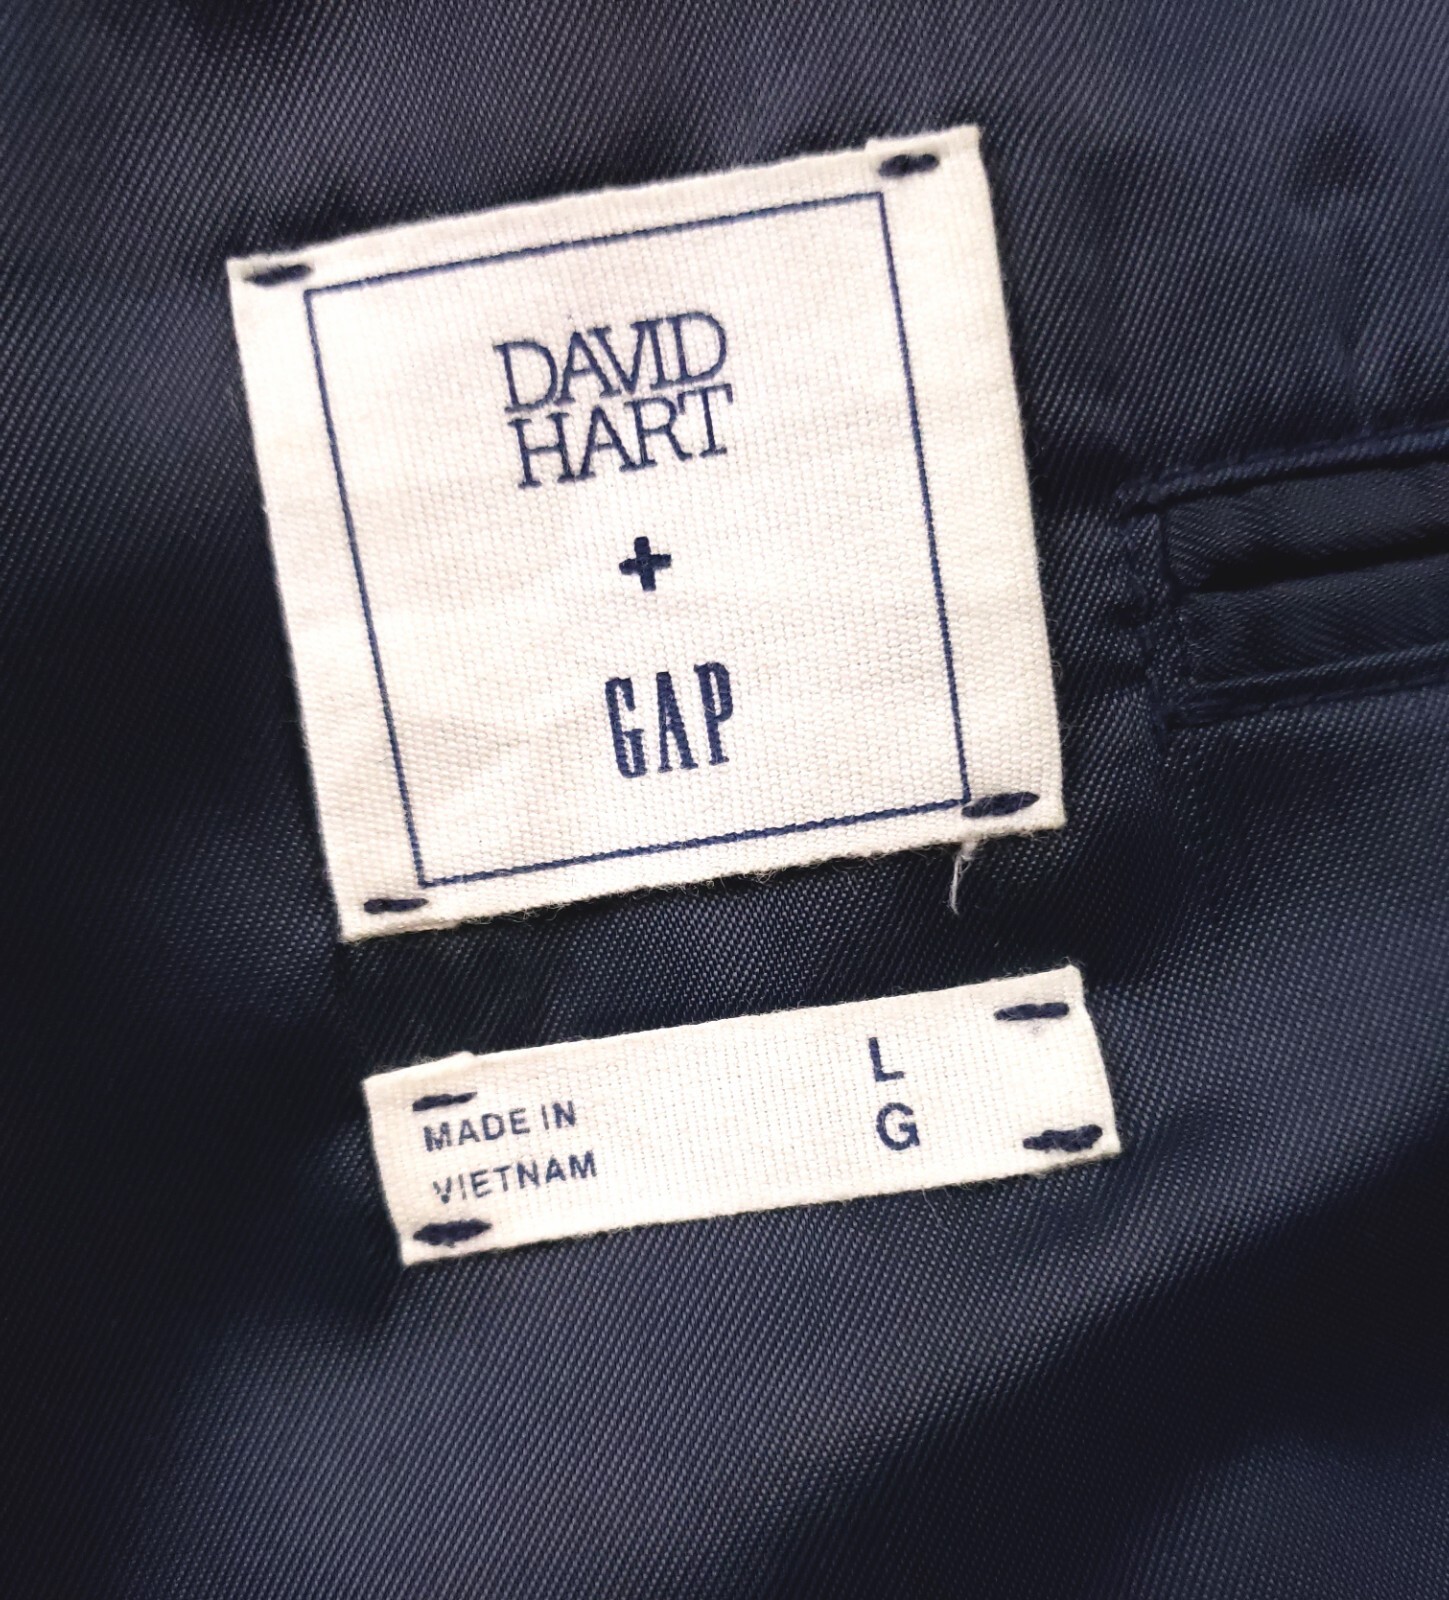 DAVID
HART
+
GAP
MADE IN
VIETNAM
L
G